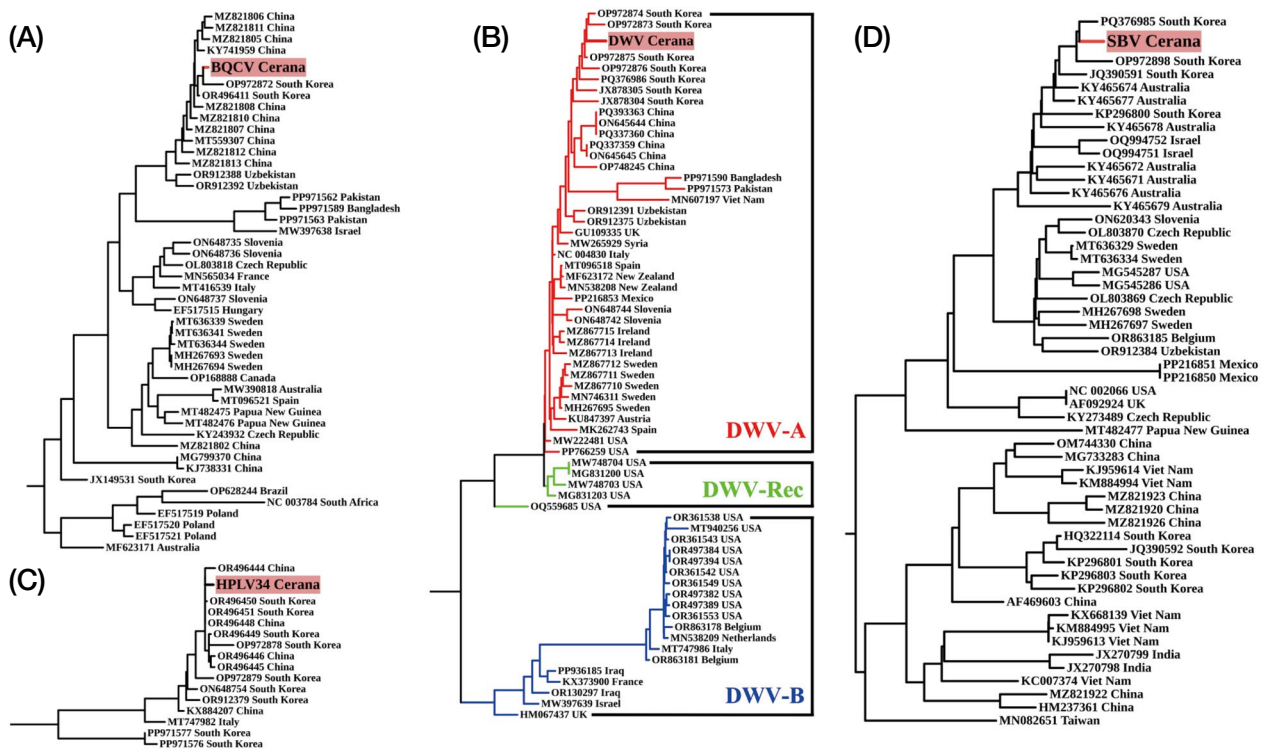 (A)
MZ821806 China
MZ821811 China
MZ821805 China
KY741959 China
BQCV Cerana
OP972872 South Korea
OR496411 South Korea
MZ821808 China
MZ821810 China
MZ821807 China
MT559307 China
MZ821812 China
MZ821813 China
OR912388 Uzbekistan
OR912392 Uzbekistan
PP971562 Pakistan
PP971589 Bangladesh
PP971563 Pakistan
MW397638 Israel
ON648735 Slovenia
ON648736 Slovenia
OL803818 Czech Republic
MN565034 France
MT416539 Italy
ON648737 Slovenia
EF517515 Hungary
MT636339 Sweden
MT636341 Sweden
MT636344 Sweden
MH267693 Sweden
MH267694 Sweden
OP168888 Canada
MW390818 Australia
MT096521 Spain
MT482475 Papua New Guinea
MT482476 Papua New Guinea
KY243932 Czech Republic
MZ821802 China
MG799370 China
KJ738331 China
JX149531 South Korea
OP628244 Brazil
NC 003784 South Africa
EF517519 Poland
EF517520 Poland
EF517521 Poland
MF623171 Australia
(B)
OP972874 South Korea
OP972873 South Korea
DWV Cerana
OP972875 South Korea
OP972876 South Korea
PQ376986 South Korea
JX878305 South Korea
JX878304 South Korea
PQ393363 China
ON645644 China
PQ337360 China
PQ337359 China
ON645645 China
OP748245 China
PP971590 Bangladesh
PP971573 Pakistan
MN607197 Viet Nam
OR912391 Uzbekistan
OR912375 Uzbekistan
GU109335 UK
MW265929 Syria
NC 004830 Italy
MT096518 Spain
MF623172 New Zealand
MN538208 New Zealand
PP216853 Mexico
ON648744 Slovenia
ON648742 Slovenia
MZ867715 Ireland
MZ867714 Ireland
MZ867713 Ireland
MZ867712 Sweden
MZ867711 Sweden
MZ867710 Sweden
MN746311 Sweden
MH267695 Sweden
KU847397 Austria
MK262743 Spain
MW222481 USA
PP766259 USA
DWV-A
MW748704 USA
MG831200 USA
MW748703 USA
MG831203 USA
OQ559685 USA
DWV-Rec
OR361538 USA
MT940256 USA
OR361543 USA
OR497384 USA
OR497394 USA
OR361542 USA
OR361549 USA
OR497382 USA
OR497389 USA
OR361553 USA
OR863178 Belgium
MN538209 Netherlands
MT747986 Italy
OR863181 Belgium
PP936185 Iraq
KX373900 France
OR130297 Iraq
MW397639 Israel
HM067437 UK
DWV-B
(C)
OR496444 China
HPLV34 Cerana
OR496450 South Korea
OR496451 South Korea
OR496448 China
OR496449 South Korea
OP972878 South Korea
OR496446 China
OR496445 China
OP972879 South Korea
ON648754 South Korea
OR912379 South Korea
KX884207 China
MT747982 Italy
PP971577 South Korea
PP971576 South Korea
(D)
PQ376985 South Korea
SBV Cerana
OP972898 South Korea
JQ390591 South Korea
KY465674 Australia
KY465677 Australia
KP296800 South Korea
KY465678 Australia
OQ994752 Israel
OQ994751 Israel
KY465672 Australia
KY465671 Australia
KY465676 Australia
KY465679 Australia
ON620343 Slovenia
OL803870 Czech Republic
MT636329 Sweden
MT636334 Sweden
MG545287 USA
MG545286 USA
OL803869 Czech Republic
MH267698 Sweden
MH267697 Sweden
OR863185 Belgium
OR912384 Uzbekistan
PP216851 Mexico
PP216850 Mexico
NC 002066 USA
AF092924 UK
KY273489 Czech Republic
MT482477 Papua New Guinea
OM744330 China
MG733283 China
KJ959614 Viet Nam
KM884994 Viet Nam
MZ821923 China
MZ821920 China
MZ821926 China
HQ322114 South Korea
JQ390592 South Korea
KP296801 South Korea
KP296803 South Korea
KP296802 South Korea
AF469603 China
KX668139 Viet Nam
KM884995 Viet Nam
KJ959613 Viet Nam
JX270799 India
JX270798 India
KC007374 Viet Nam
MZ821922 China
HM237361 China
MN082651 Taiwan